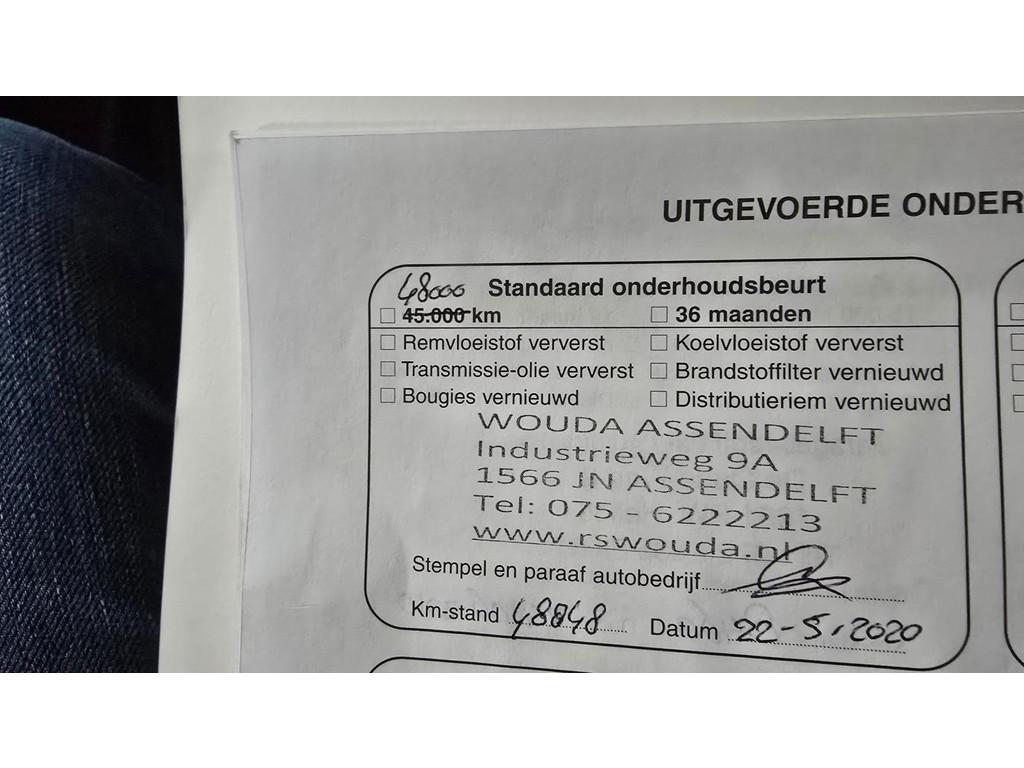 UITGEVOERDE ONDER
48000 Standaard onderhoudsbeurt
☐ 45.000 km ☐ 36 maanden
☐ Remvloeistof ververst ☐ Koelvloeistof ververst
☐ Transmissie-olie ververst ☐ Brandstoffilter vernieuwd
☐ Bougies vernieuwd ☐ Distributieriem vernieuwd
WOUDA ASSENDELFT
Industrieweg 9A
1566 JN ASSENDELFT
Tel: 075 - 6222213
www.rswouda.nl
Stempel en paraaf autobedrijf
Km-stand 48848 Datum 22-5-2020